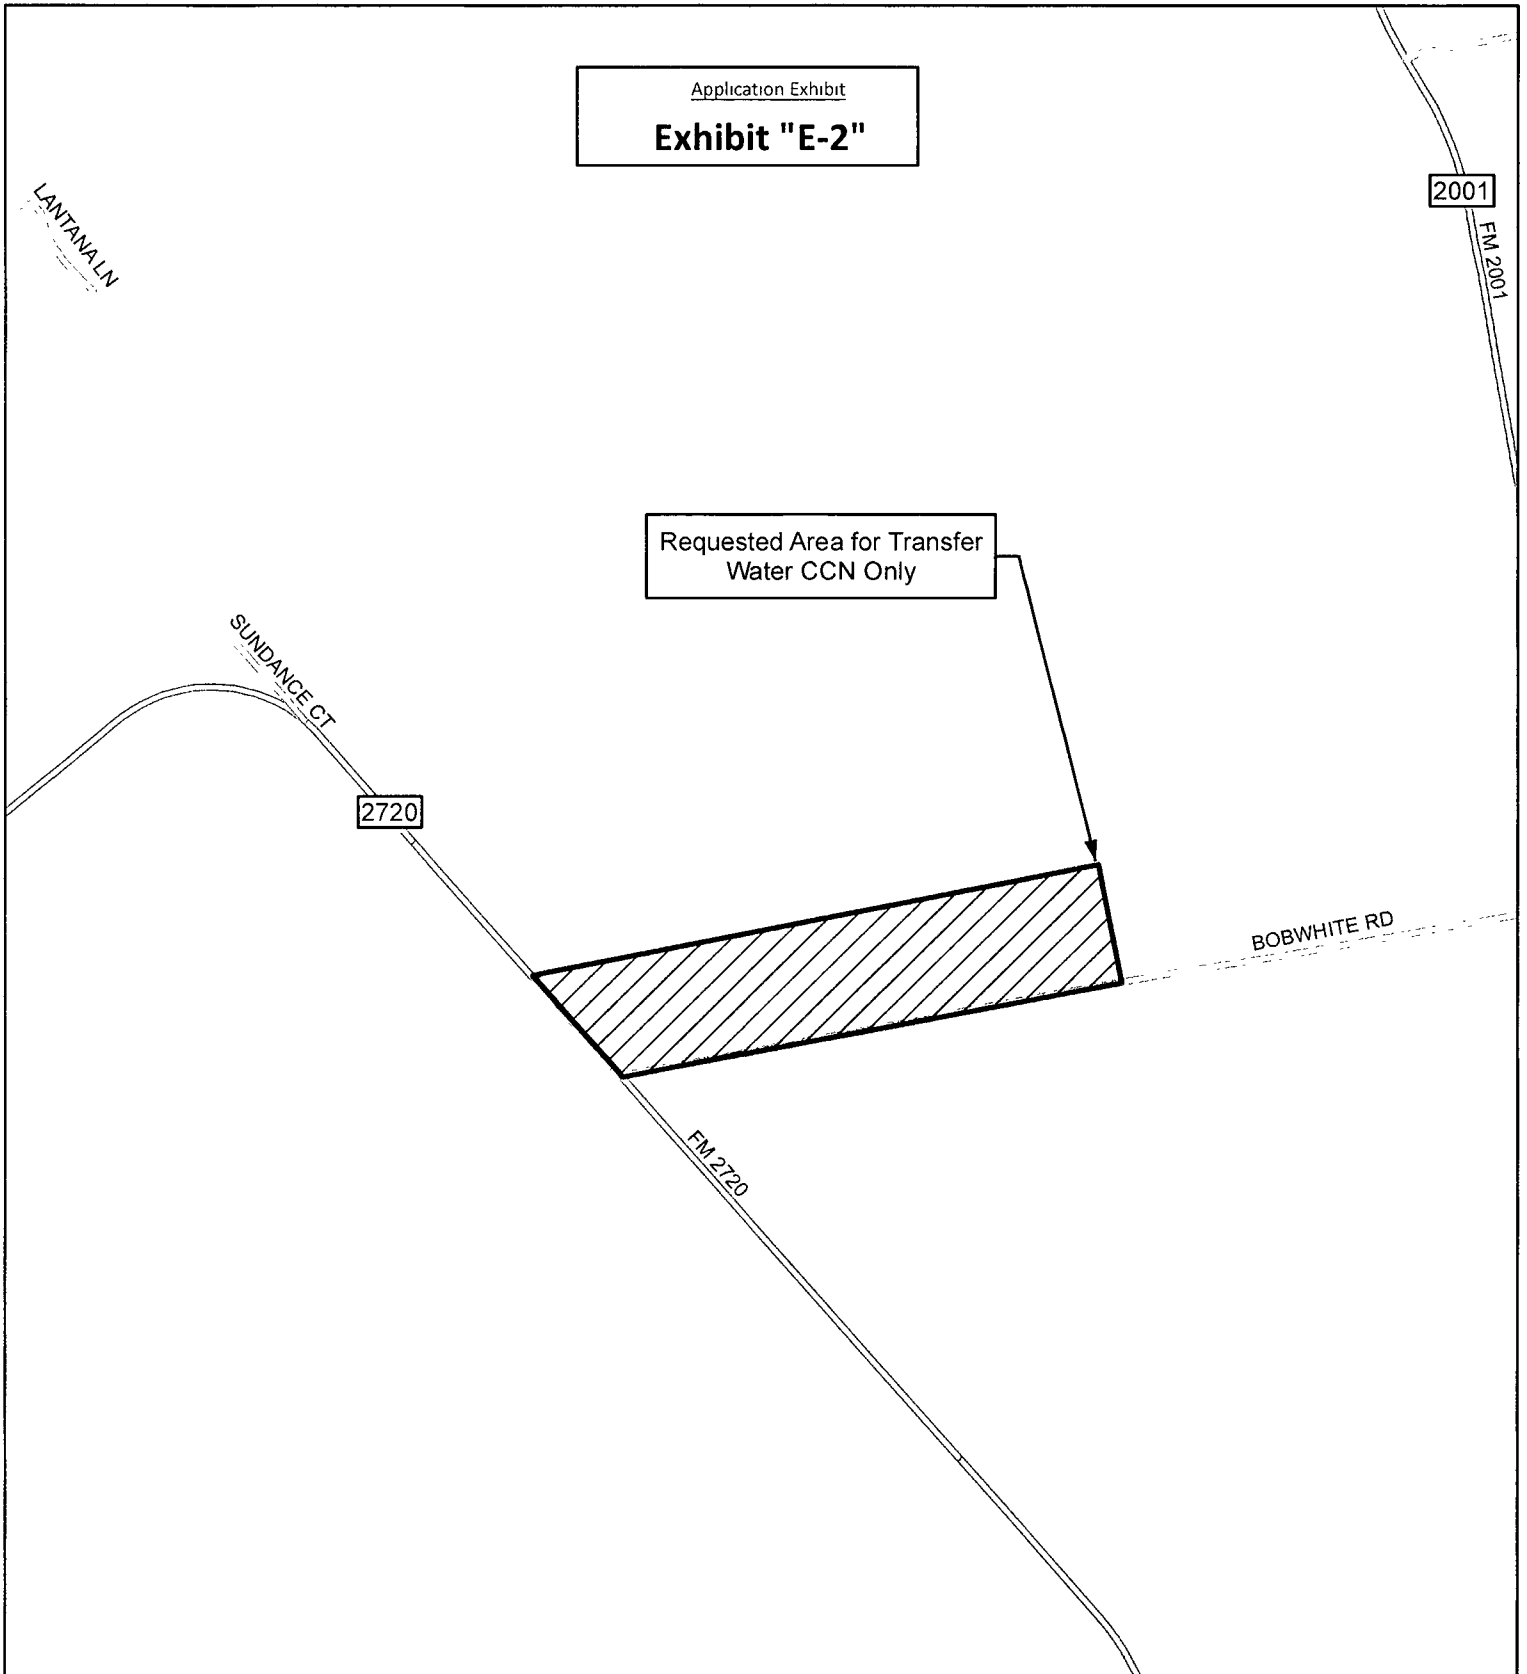 Application Exhibit
Exhibit "E-2"
LANTANA LN
2001
FM 2001
Requested Area for Transfer
Water CCN Only
SUNDANCE CT
2720
BOBWHITE RD
FM 2720